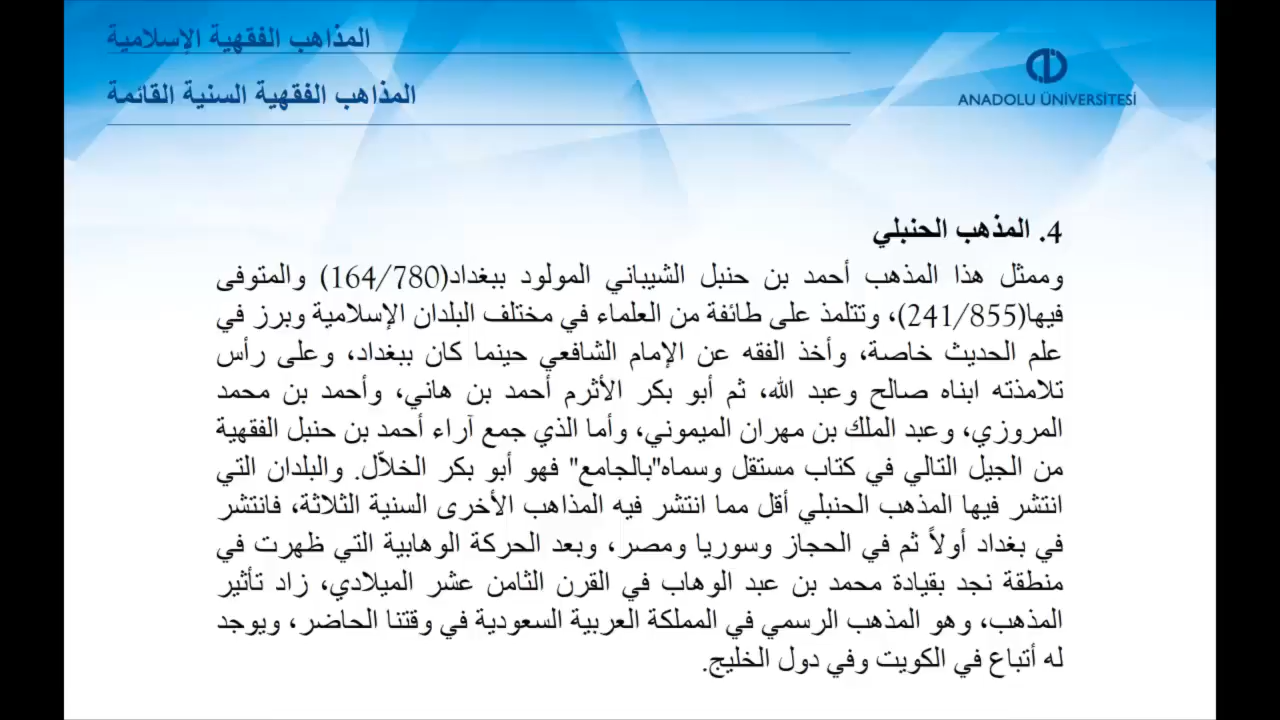 المذاهب الفقهية الإسلامية
المذاهب الفقهية السنية القائمة
ANADOLU ÜNİVERSİTESİ
4. المذهب الحنبلي
وممثل هذا المذهب أحمد بن حنبل الشيباني المولود ببغداد(164/780) والمتوفى
فيها(241/855)، وتتلمذ على طائفة من العلماء في مختلف البلدان الإسلامية وبرز في
علم الحديث خاصة، وأخذ الفقه عن الإمام الشافعي حينما كان ببغداد، وعلى رأس
تلامذته ابناه صالح وعبد الله، ثم أبو بكر الأثرم أحمد بن هاني، وأحمد بن محمد
المروزي، وعبد الملك بن مهران الميموني، وأما الذي جمع آراء أحمد بن حنبل الفقهية
من الجيل التالي في كتاب مستقل وسماه"بالجامع" فهو أبو بكر الخلاّل. والبلدان التي
انتشر فيها المذهب الحنبلي أقل مما انتشر فيه المذاهب الأخرى السنية الثلاثة، فانتشر
في بغداد أولاً ثم في الحجاز وسوريا ومصر، وبعد الحركة الوهابية التي ظهرت في
منطقة نجد بقيادة محمد بن عبد الوهاب في القرن الثامن عشر الميلادي، زاد تأثير
المذهب، وهو المذهب الرسمي في المملكة العربية السعودية في وقتنا الحاضر، ويوجد
له أتباع في الكويت وفي دول الخليج.